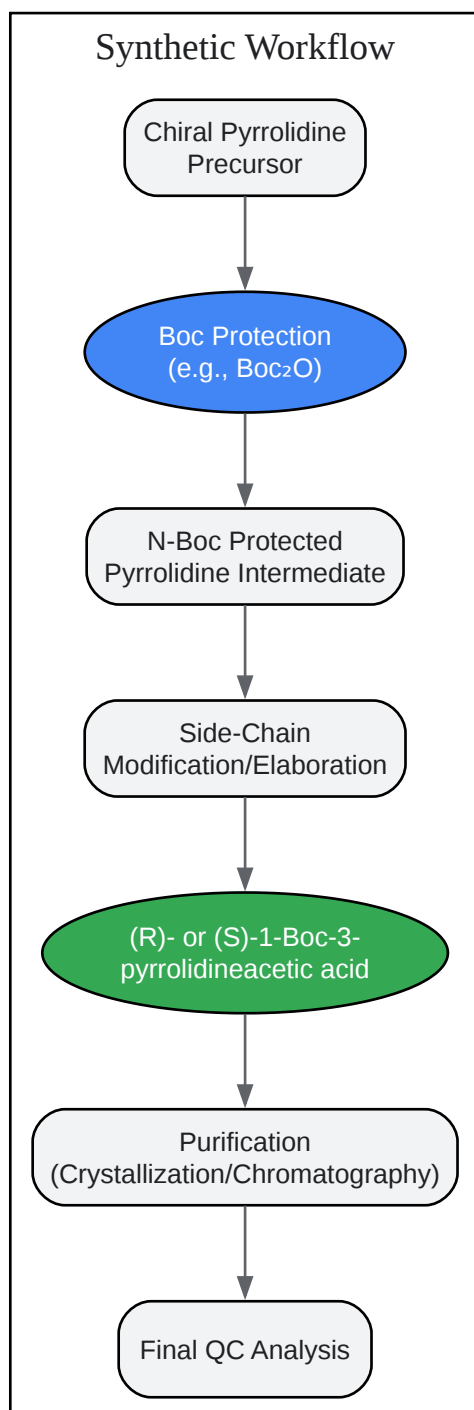 Synthetic Workflow
Chiral Pyrrolidine
Precursor
Boc Protection
(e.g., Boc₂O)
N-Boc Protected
Pyrrolidine Intermediate
Side-Chain
Modification/Elaboration
(R)- or (S)-1-Boc-3-
pyrrolidineacetic acid
Purification
(Crystallization/Chromatography)
Final QC Analysis